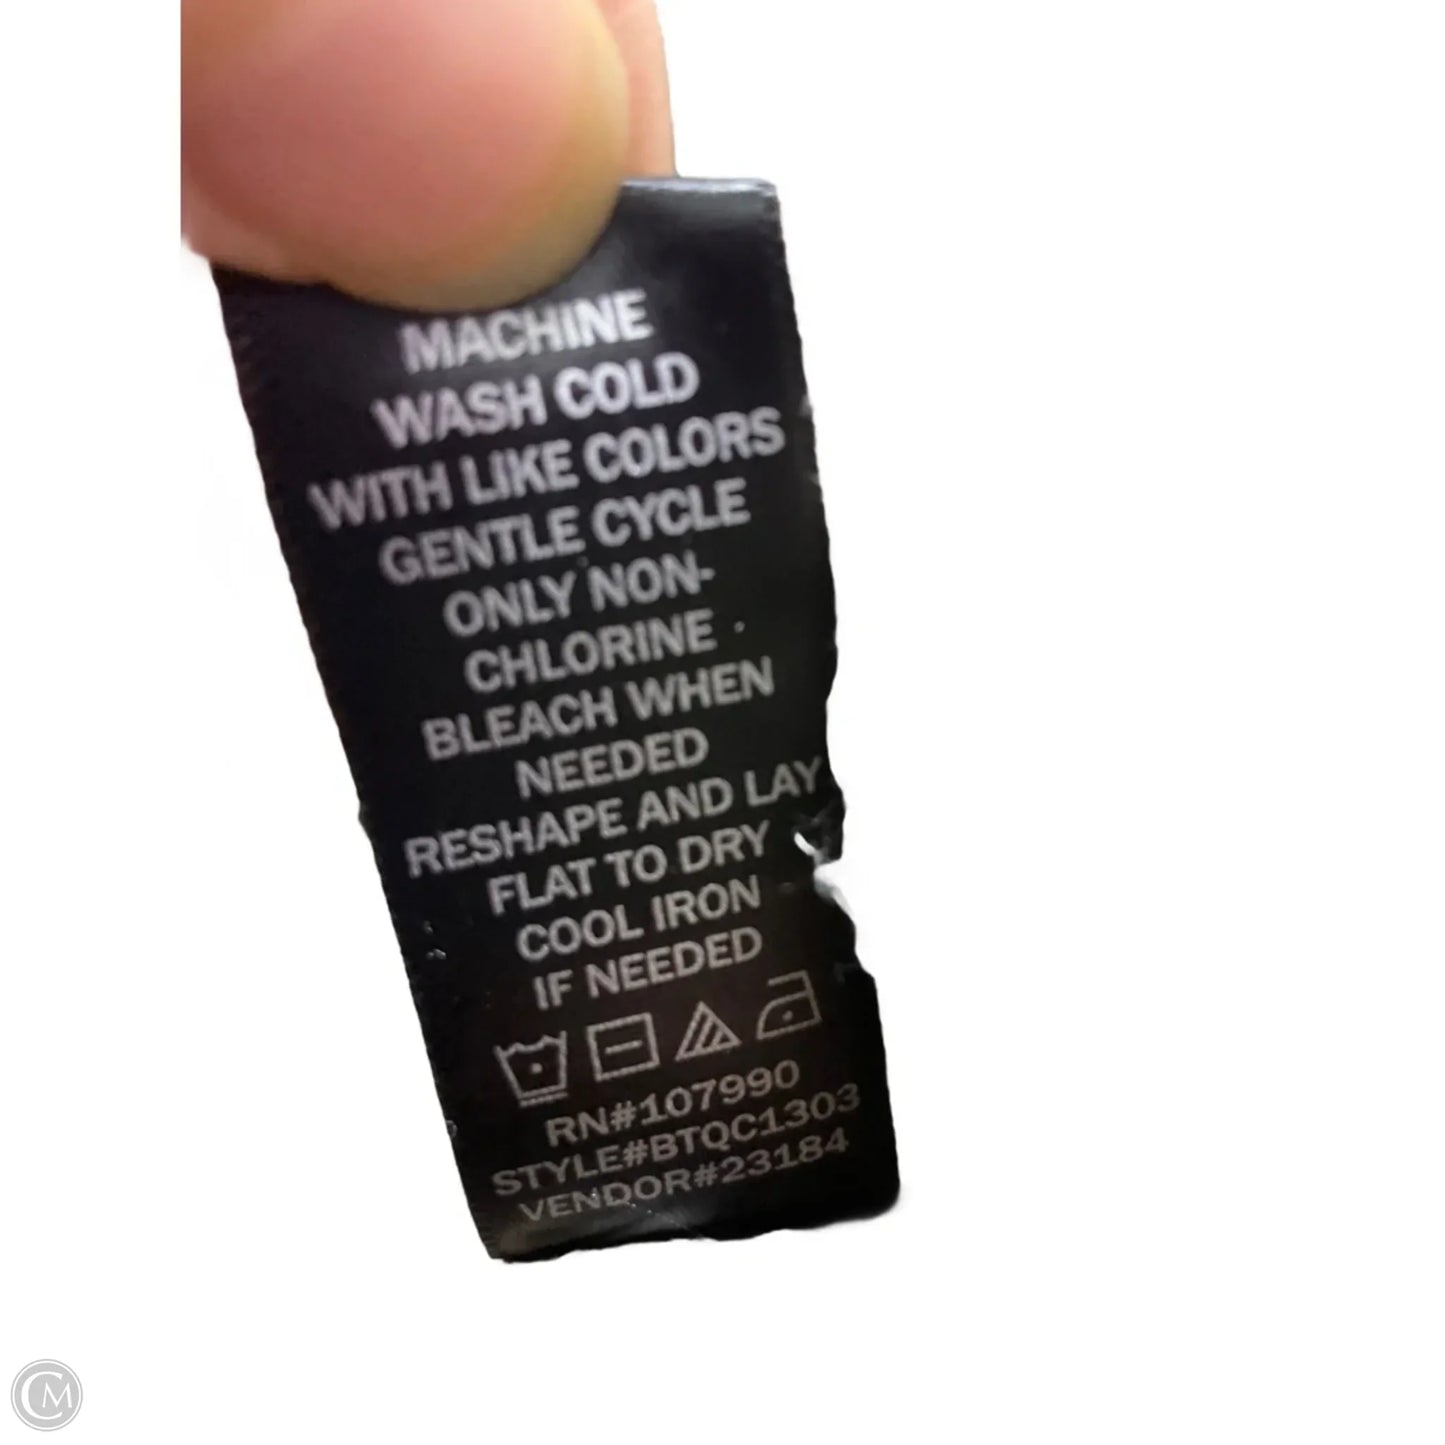 MACHINE
WASH COLD
WITH LIKE COLORS
GENTLE CYCLE
ONLY NON-
CHLORINE
BLEACH WHEN
NEEDED
RESHAPE AND LAY
FLAT TO DRY
COOL IRON
IF NEEDED
RN#107990
STYLE#BTQC1303
VENDOR#23184
CM